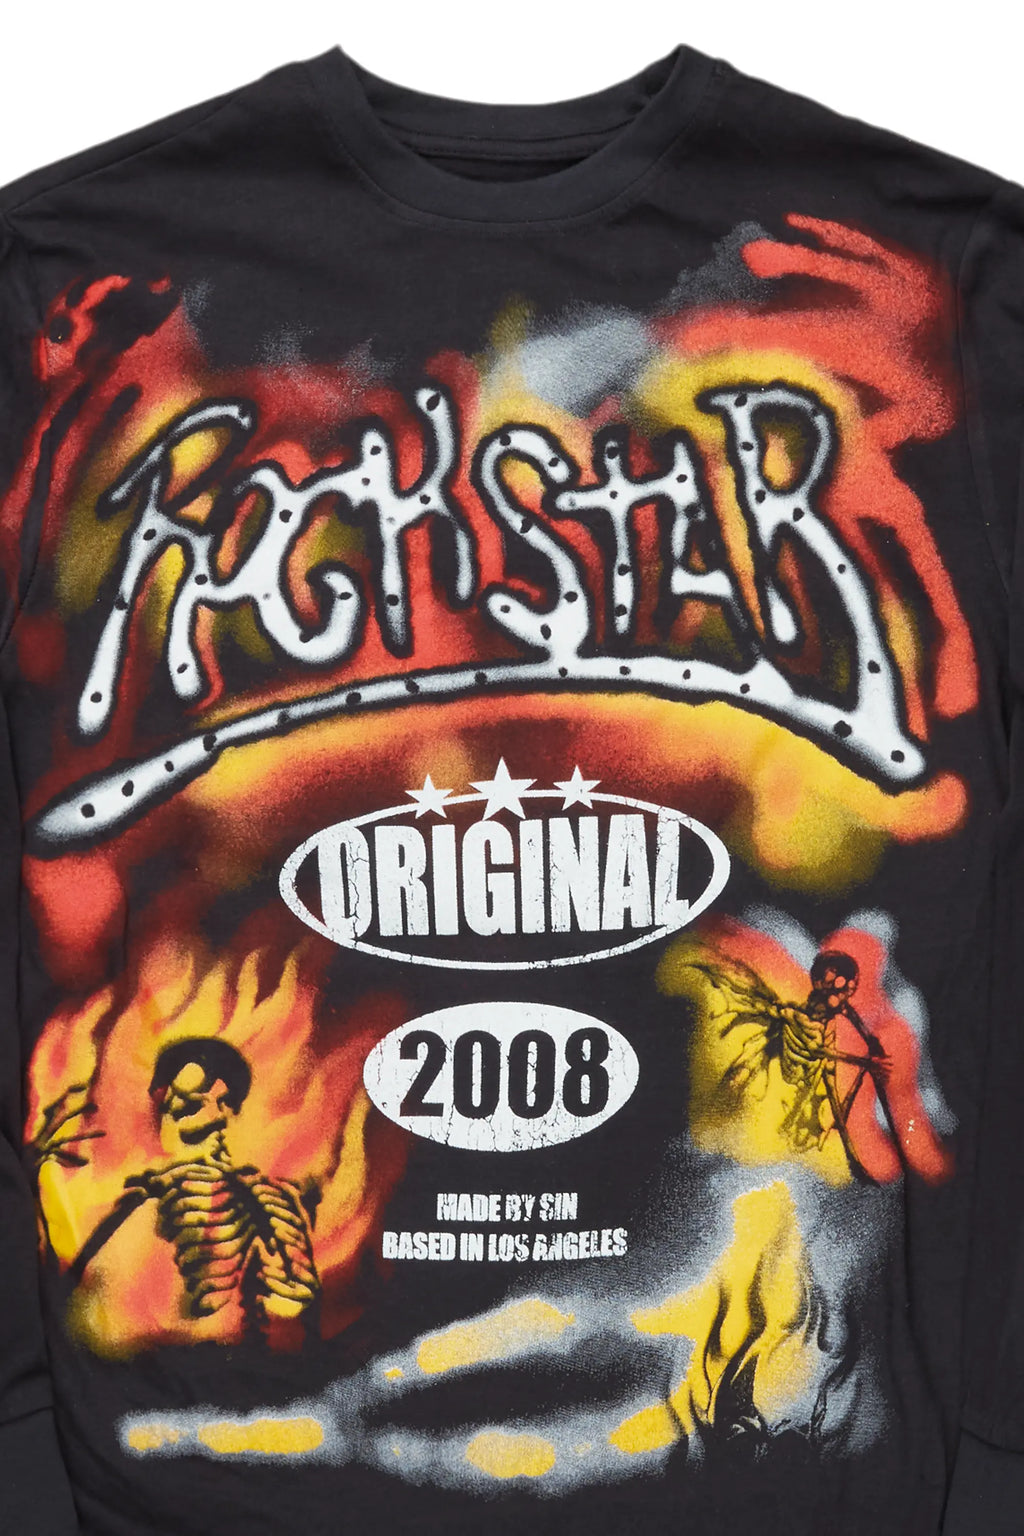 ROCKSTAR
ORIGINAL
2008
MADE BY SIN
BASED IN LOS ANGELES